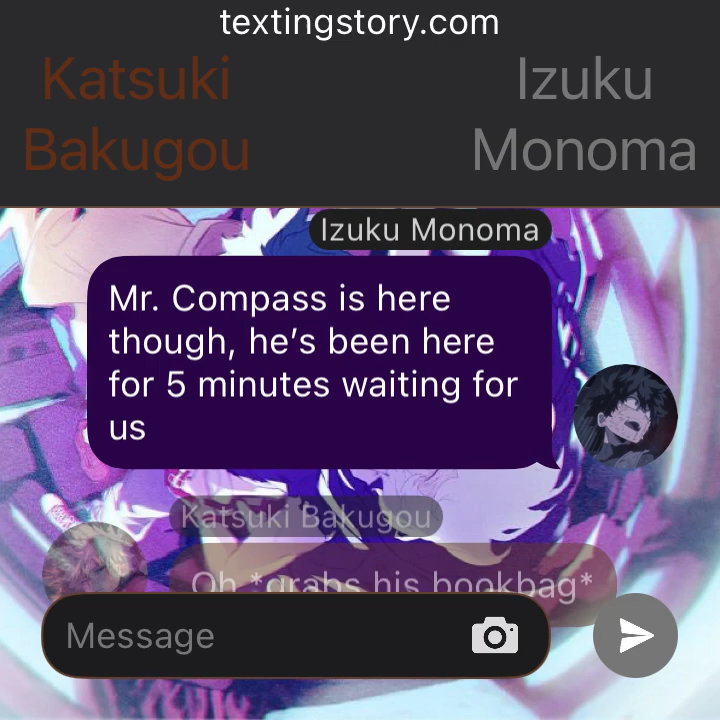 textingstory.com
Katsuki
Bakugou
Izuku
Monoma
Izuku Monoma
Mr. Compass is here
though, he’s been here
for 5 minutes waiting for
us
Katsuki Bakugou
Oh *grabs his bookbag*
Message